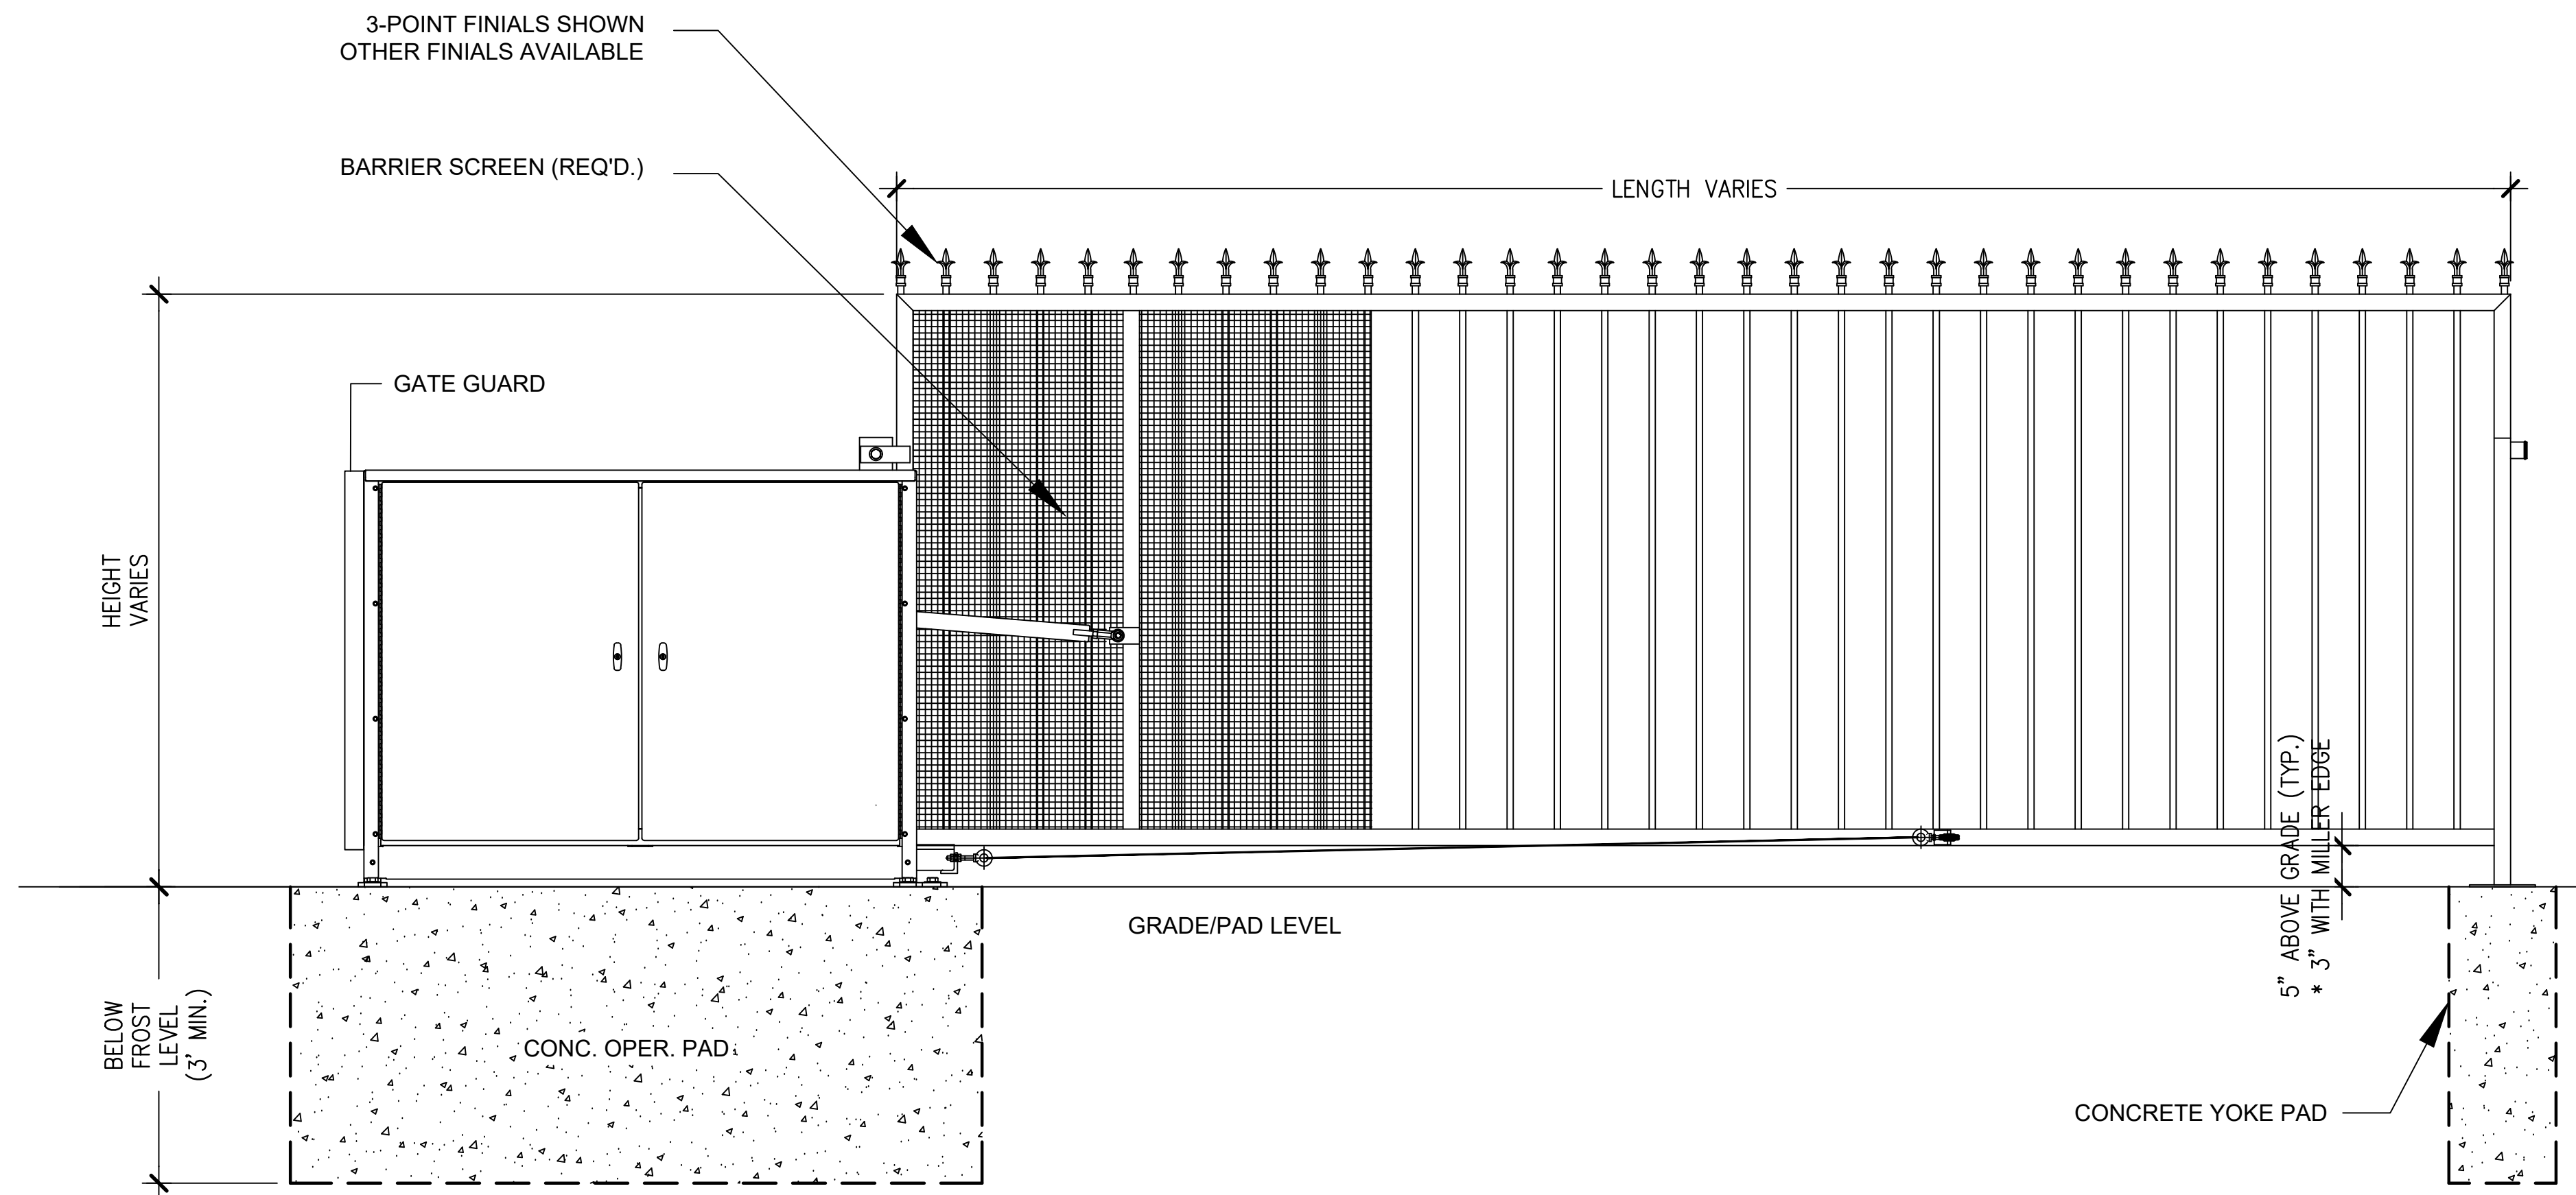 3-POINT FINIALS SHOWN
OTHER FINIALS AVAILABLE
BARRIER SCREEN (REQ'D.)
LENGTH VARIES
GATE GUARD
HEIGHT
VARIES
5" ABOVE GRADE (TYP.)
* 3" WITH MILLER EDGE
GRADE/PAD LEVEL
BELOW
FROST
LEVEL
(3' MIN.)
CONC. OPER. PAD
CONCRETE YOKE PAD